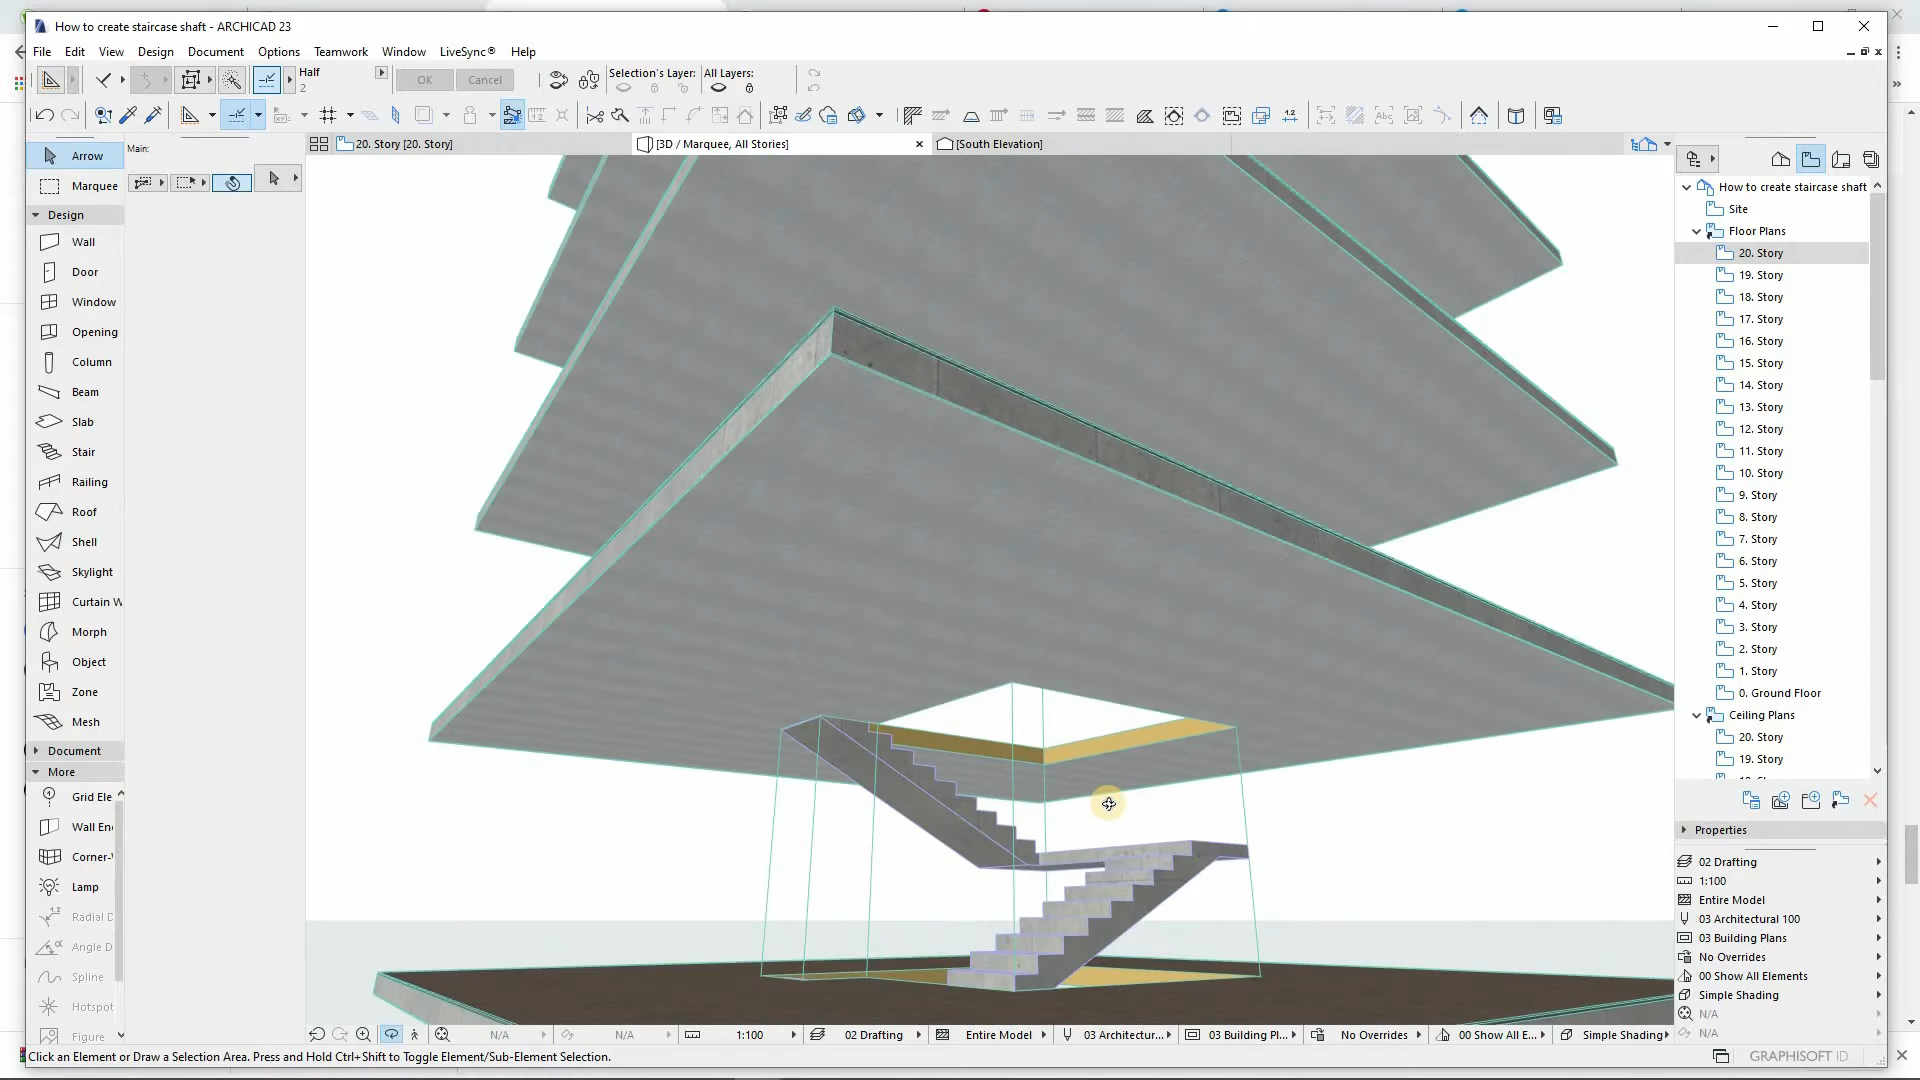 How to create staircase shaft - ARCHICAD 23
File Edit View Design Document Options Teamwork Window LiveSync® Help
Half
2
OK
Cancel
Selection's Layer:
All Layers:
Arrow
Marquee
Main:
20. Story [20. Story]
[3D / Marquee, All Stories]
[South Elevation]
Design
Wall
Door
Window
Opening
Column
Beam
Slab
Stair
Railing
Roof
Shell
Skylight
Curtain W
Morph
Object
Zone
Mesh
Document
More
Grid Ele
Wall En
Corner-
Lamp
Radial D
Angle D
Spline
Hotspot
Figure
How to create staircase shaft
Site
Floor Plans
20. Story
19. Story
18. Story
17. Story
16. Story
15. Story
14. Story
13. Story
12. Story
11. Story
10. Story
9. Story
8. Story
7. Story
6. Story
5. Story
4. Story
3. Story
2. Story
1. Story
0. Ground Floor
Ceiling Plans
20. Story
19. Story
Properties
02 Drafting
1:100
Entire Model
03 Architectural 100
03 Building Plans
No Overrides
00 Show All Elements
Simple Shading
N/A
N/A
N/A
N/A
1:100
02 Drafting
Entire Model
03 Architectur...
03 Building Pl...
No Overrides
00 Show All E...
Simple Shading
Click an Element or Draw a Selection Area. Press and Hold Ctrl+Shift to Toggle Element/Sub-Element Selection.
GRAPHISOFT ID